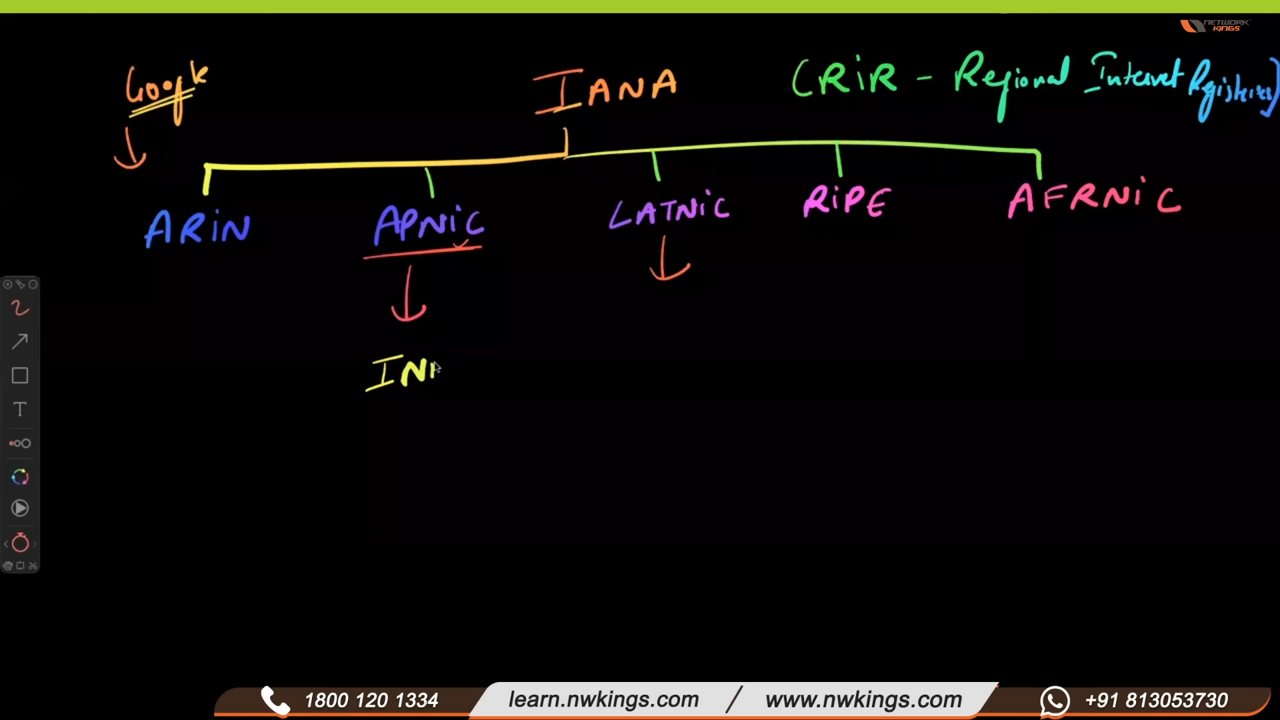 NETWORK KINGS
Google
IANA
(RiR - Regional Internet Registries)
ARiN
APNiC
LATNiC
RiPE
AFRNiC
IN
T
1800 120 1334
learn.nwkings.com / www.nwkings.com
+91 813053730